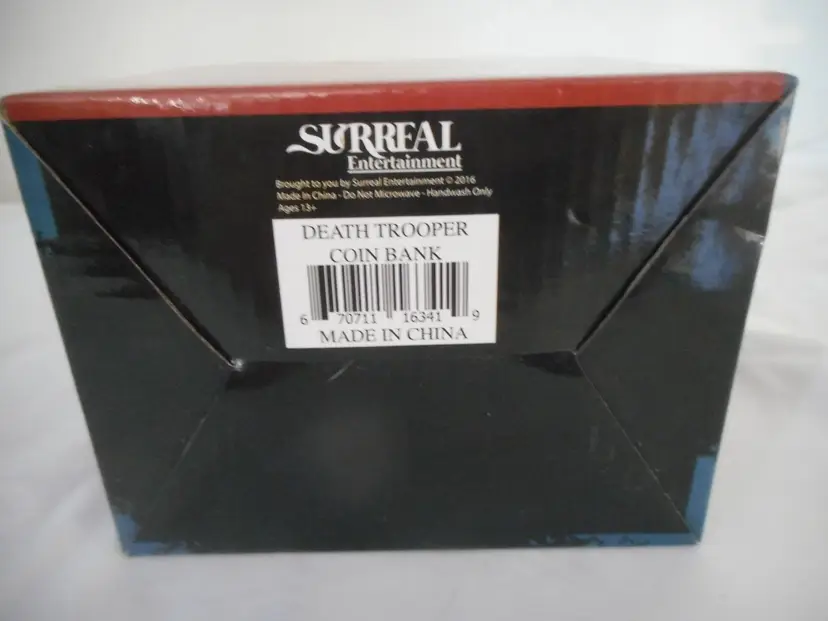 SURREAL
Entertainment
Brought to you by Surreal Entertainment © 2016
Made In China - Do Not Microwave - Handwash Only
Ages 13+
DEATH TROOPER
COIN BANK
6 70711 16341 9
MADE IN CHINA